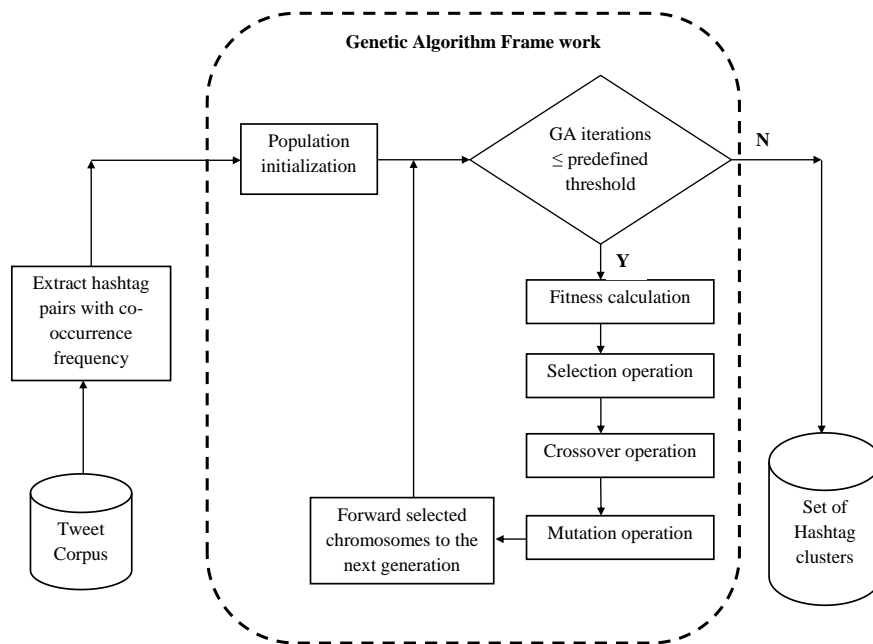 Genetic Algorithm Frame work
Population
initialization
GA iterations
≤ predefined
threshold
N
Y
Extract hashtag
pairs with co-
occurrence
frequency
Fitness calculation
Selection operation
Crossover operation
Mutation operation
Forward selected
chromosomes to the
next generation
Tweet
Corpus
Set of
Hashtag
clusters